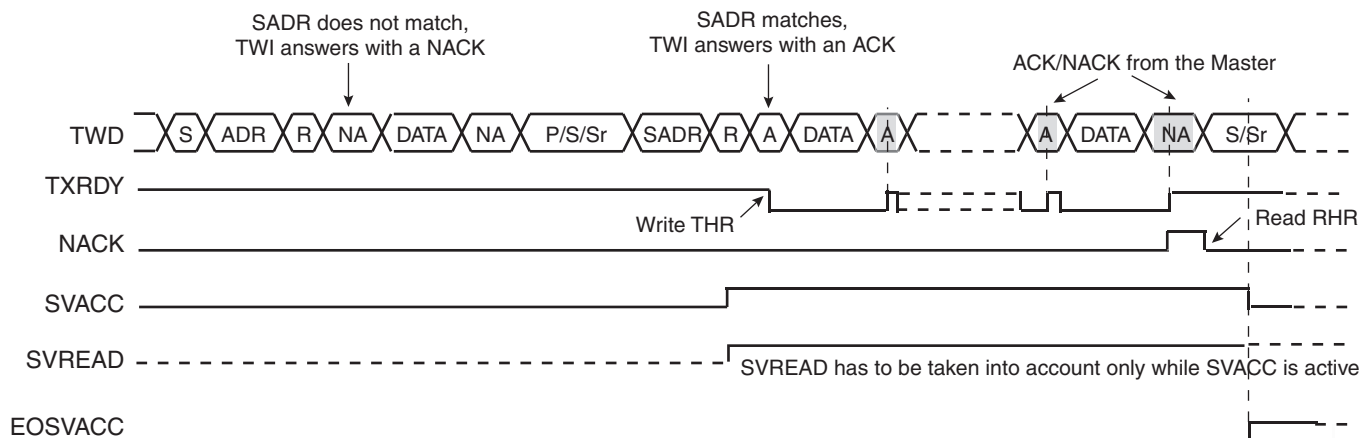 SADR does not match,
TWI answers with a NACK
SADR matches,
TWI answers with an ACK
ACK/NACK from the Master
TWD S ADR R NA DATA NA P/S/Sr SADR R A DATA A A DATA NA S/Sr
TXRDY
Write THR
Read RHR
NACK
SVACC
SVREAD
SVREAD has to be taken into account only while SVACC is active
EOSVACC